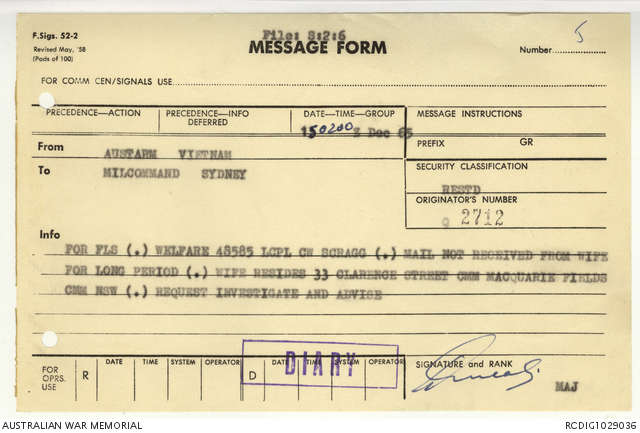 F.Sigs. 52-2
Revised May, '58
(Pads of 100)
File: S:2:6
MESSAGE FORM
Number 5
FOR COMM CEN/SIGNALS USE
PRECEDENCE—ACTION
PRECEDENCE—INFO
DEFERRED
DATE—TIME—GROUP
150200 Z Dec 65
MESSAGE INSTRUCTIONS
PREFIX GR
From AUSTARM VIETNAM
To MILCOMMAND SYDNEY
SECURITY CLASSIFICATION
RESTD
ORIGINATOR'S NUMBER
Q 2712
Info
FOR FLS (.) WELFARE 48585 LCPL CW SCRAGG (.) MAIL NOT RECEIVED FROM WIFE
FOR LONG PERIOD (.) WIFE RESIDES 33 CLARENCE STREET CMM MACQUARIE FIELDS
CMM NSW (.) REQUEST INVESTIGATE AND ADVISE
FOR OPRS. USE
R DATE TIME SYSTEM OPERATOR
D DATE TIME SYSTEM OPERATOR
DIARY
SIGNATURE and RANK
MAJ
AUSTRALIAN WAR MEMORIAL
RCDIG1029036